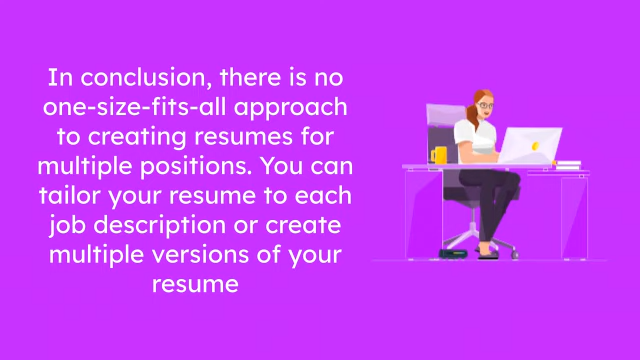 In conclusion, there is no
one-size-fits-all approach
to creating resumes for
multiple positions. You can
tailor your resume to each
job description or create
multiple versions of your
resume